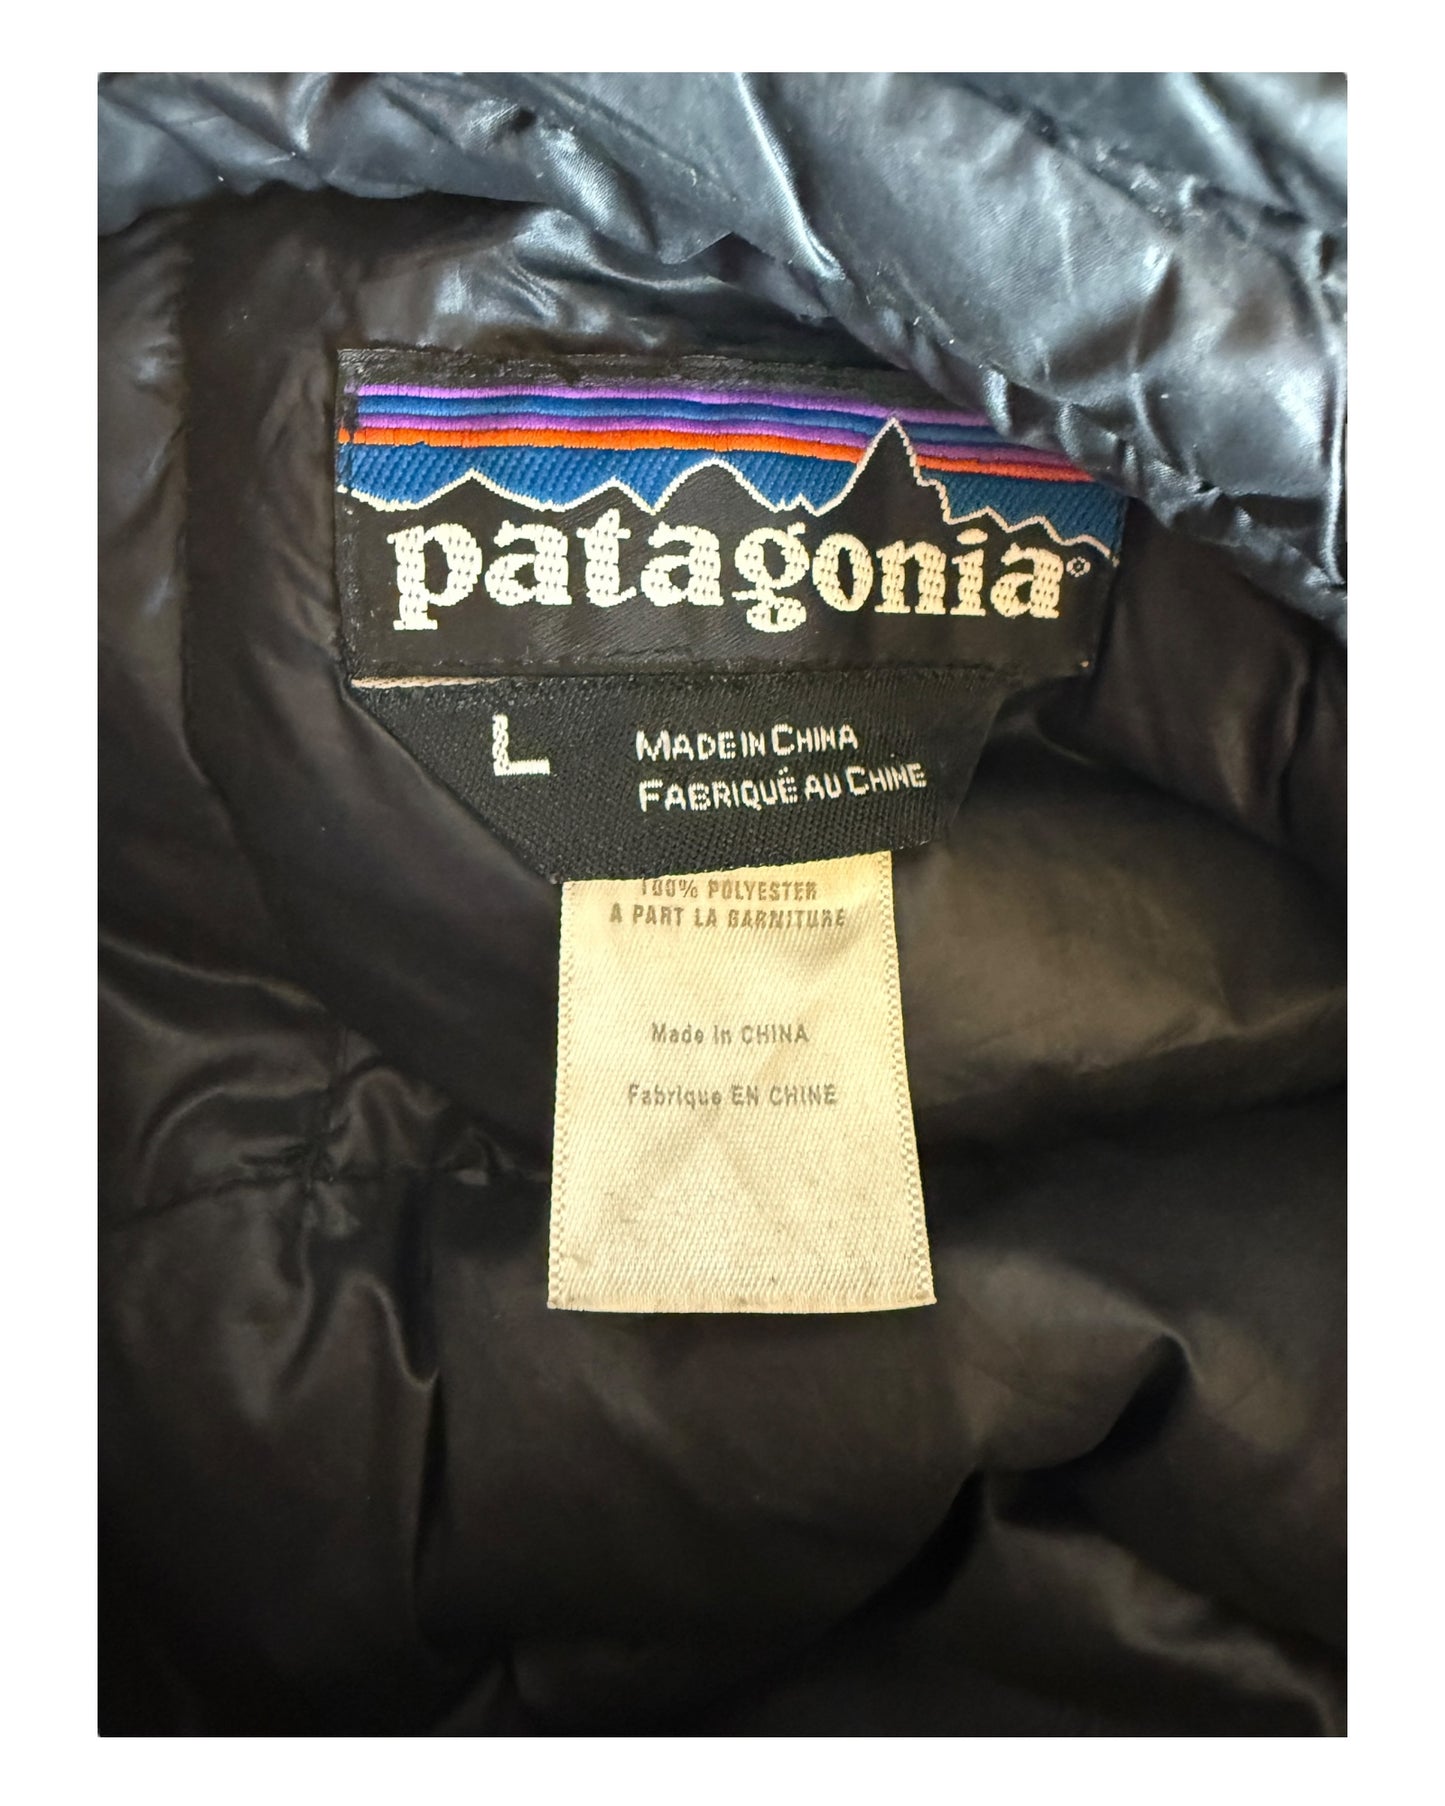 patagonia®
L
MADE IN CHINA
FABRIQUÉ AU CHINE
100% POLYESTER
A PART LA GARNITURE
Made in CHINA
Fabrique EN CHINE